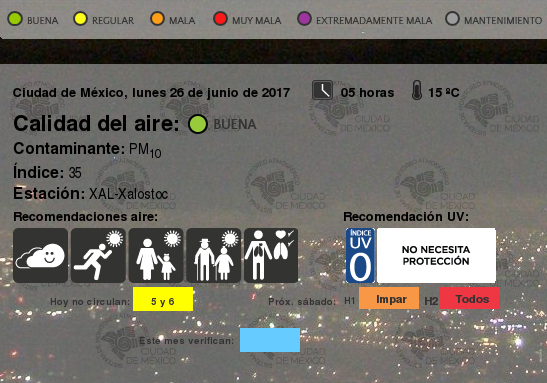 BUENA REGULAR MALA MUY MALA EXTREMADAMENTE MALA MANTENIMIENTO
Ciudad de México, lunes 26 de junio de 2017 05 horas 15 ºC
Calidad del aire: BUENA
Contaminante: PM10
Índice: 35
Estación: XAL-Xalostoc
Recomendaciones aire: Recomendación UV:
ÍNDICE
UV
0
NO NECESITA
PROTECCIÓN
Hoy no circulan: 5 y 6 Próx. sábado: H1 Impar H2 Todos
Este mes verifican:
CIUDAD
DE MÉXICO